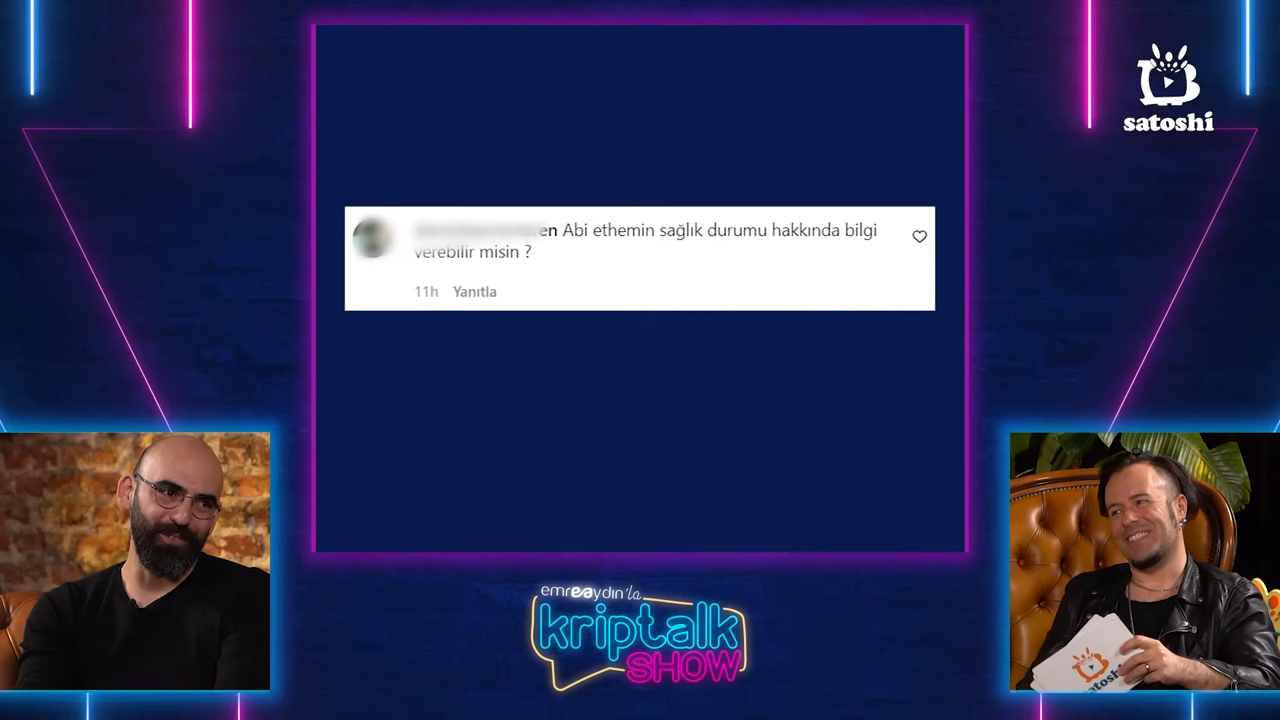 satoshi
en Abi ethemin sağlık durumu hakkında bilgi
verebilir misin ?
11h Yanıtla
emreaydın'la
kriptalk
SHOW
satoshi